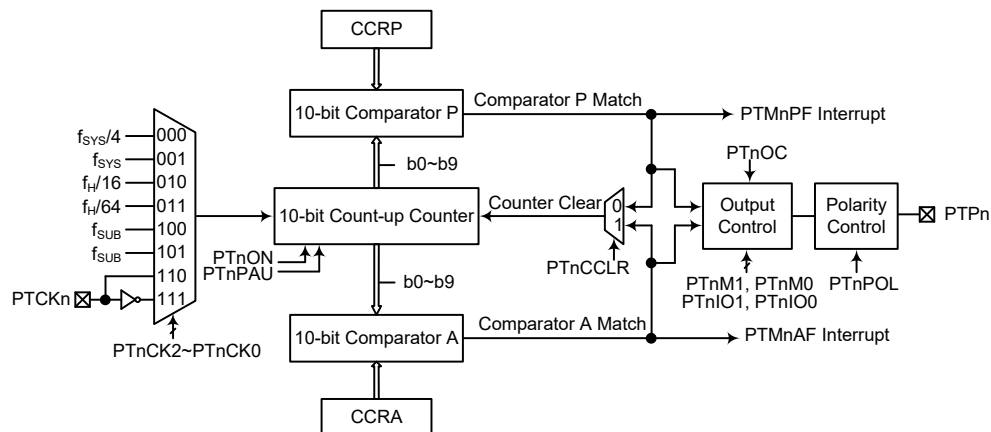 CCRP
10-bit Comparator P
Comparator P Match
PTMnPF Interrupt
b0~b9
PTnOC
fSYS/4
000
fSYS
001
fH/16
010
fH/64
011
fSUB
100
fSUB
101
110
111
PTCKn
PTnCK2~PTnCK0
10-bit Count-up Counter
PTnON
PTnPAU
Counter Clear
0
1
PTnCCLR
Output
Control
Polarity
Control
PTPn
PTnM1, PTnM0
PTnIO1, PTnIO0
PTnPOL
b0~b9
10-bit Comparator A
Comparator A Match
PTMnAF Interrupt
CCRA